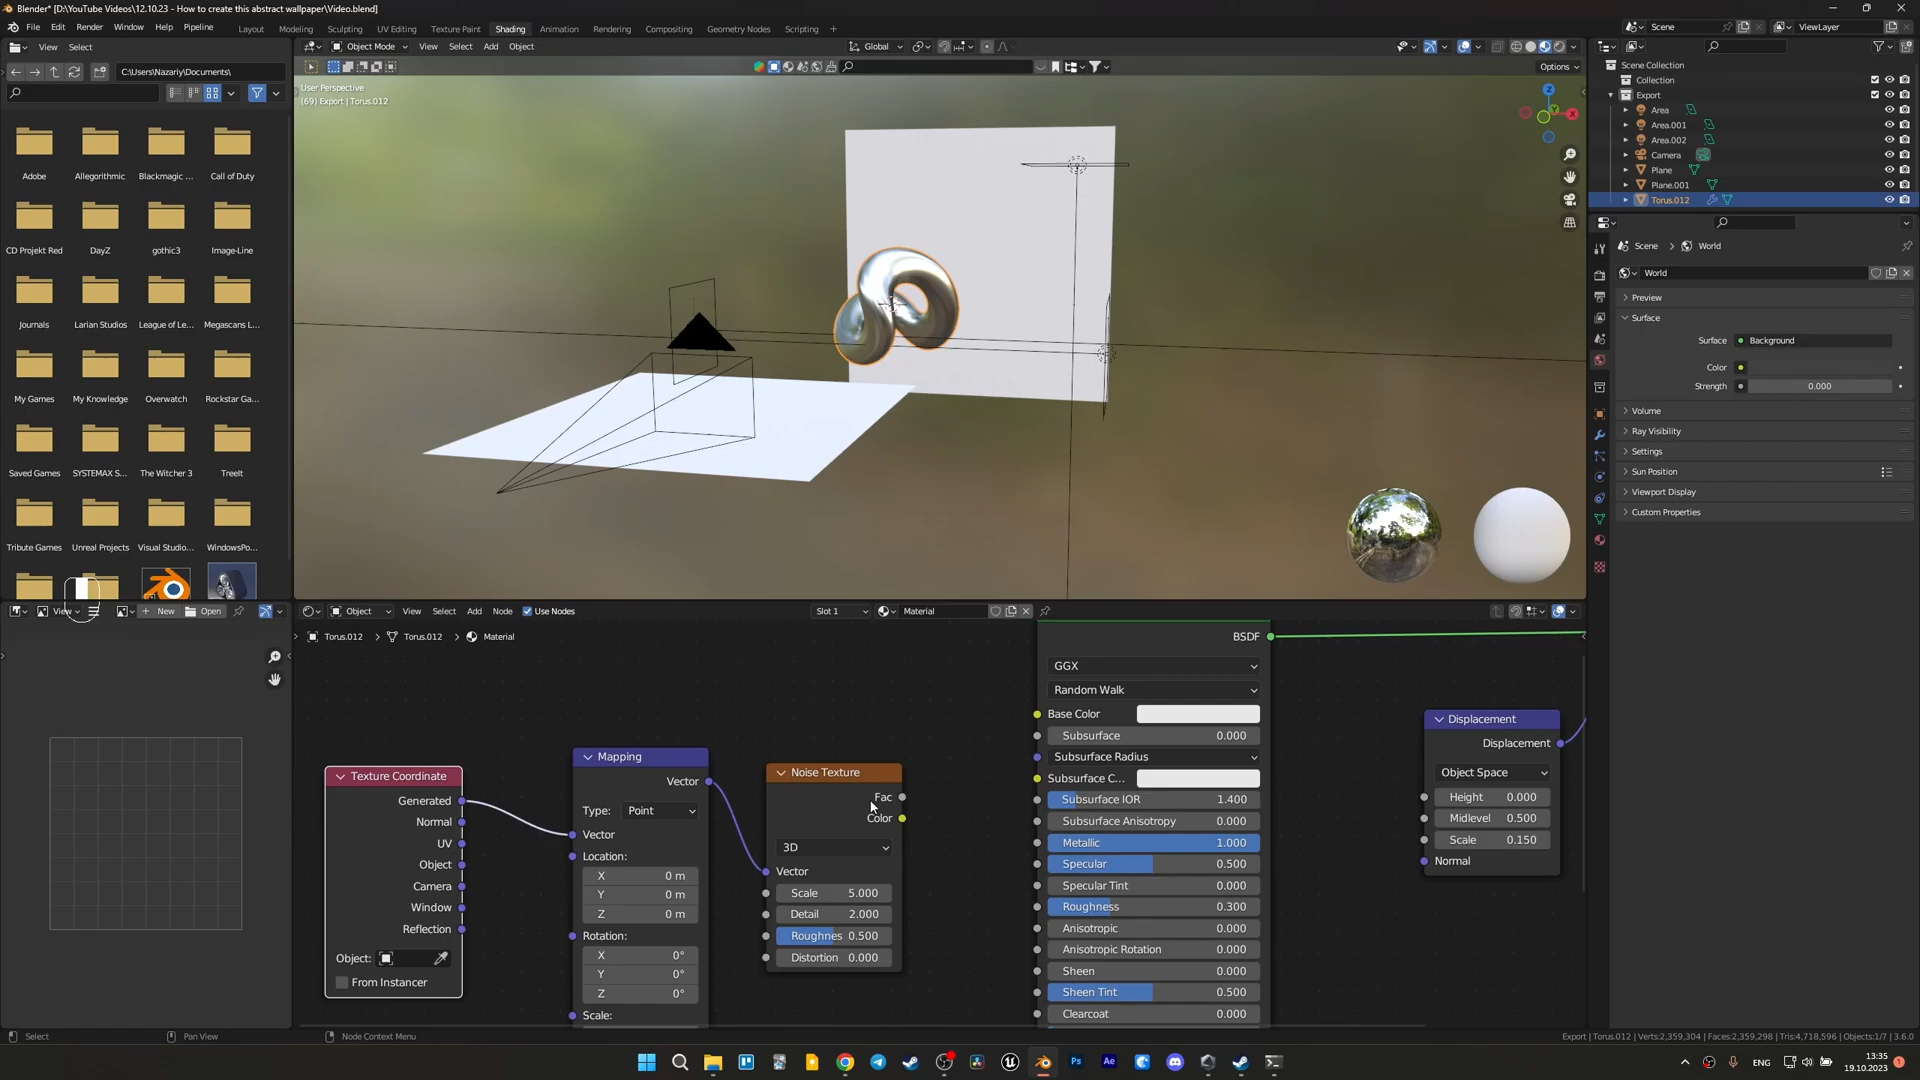 Blender* [D:\YouTube Videos\12.10.23 - How to create this abstract wallpaper\Video.blend]
File Edit Render Window Help Pipeline Layout Modeling Sculpting UV Editing Texture Paint Shading Animation Rendering Compositing Geometry Nodes Scripting + Scene ViewLayer
View Select
Object Mode View Select Add Object Global
C:\Users\Nazariy\Documents\
Options
User Perspective
(69) Export | Torus.012
Adobe Allegorithmic Blackmagic ... Call of Duty
CD Projekt Red DayZ gothic3 Image-Line
Journals Larian Studios League of Le... Megascans L...
My Games My Knowledge Overwatch Rockstar Ga...
Saved Games SYSTEMAX S... The Witcher 3 TreeIt
Tribute Games Unreal Projects Visual Studio... WindowsPo...
Z
Y
X
Scene Collection
Collection
Export
Area
Area.001
Area.002
Camera
Plane
Plane.001
Torus.012
Scene > World
World
Preview
Surface
Surface Background
Color
Strength 0.000
Volume
Ray Visibility
Settings
Sun Position
Viewport Display
Custom Properties
View New Open
Object View Select Add Node Use Nodes Slot 1 Material
Torus.012 > Torus.012 > Material
Texture Coordinate
Generated
Normal
UV
Object
Camera
Window
Reflection
Object:
From Instancer
Mapping
Vector
Type: Point
Vector
Location:
X 0 m
Y 0 m
Z 0 m
Rotation:
X 0°
Y 0°
Z 0°
Scale:
Noise Texture
Fac
Color
3D
Vector
Scale 5.000
Detail 2.000
Roughnes 0.500
Distortion 0.000
BSDF
GGX
Random Walk
Base Color
Subsurface 0.000
Subsurface Radius
Subsurface C...
Subsurface IOR 1.400
Subsurface Anisotropy 0.000
Metallic 1.000
Specular 0.500
Specular Tint 0.000
Roughness 0.300
Anisotropic 0.000
Anisotropic Rotation 0.000
Sheen 0.000
Sheen Tint 0.500
Clearcoat 0.000
Displacement
Displacement
Object Space
Height 0.000
Midlevel 0.500
Scale 0.150
Normal
Select Pan View Node Context Menu
Export | Torus.012 | Verts:2,359,304 | Faces:2,359,298 | Tris:4,718,596 | Objects:1/7 | 3.6.0
Ps Ae
ENG
13:35
19.10.2023
1